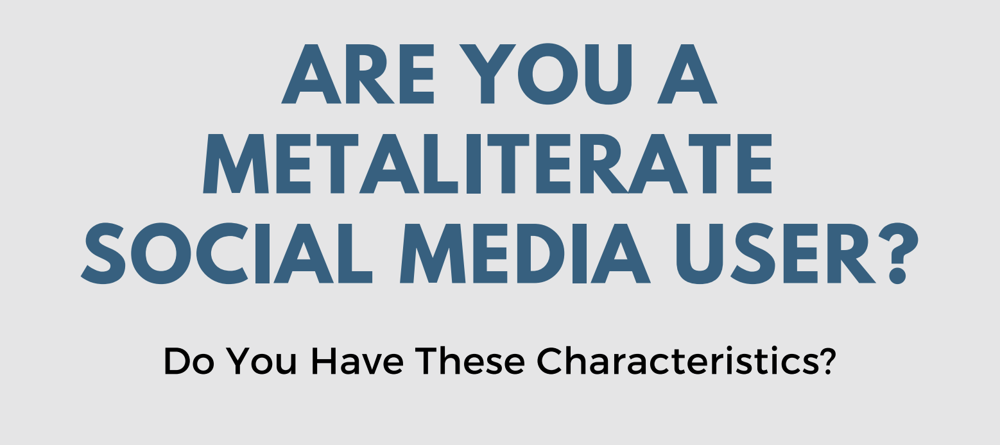 ARE YOU A
METALITERATE
SOCIAL MEDIA USER?
Do You Have These Characteristics?